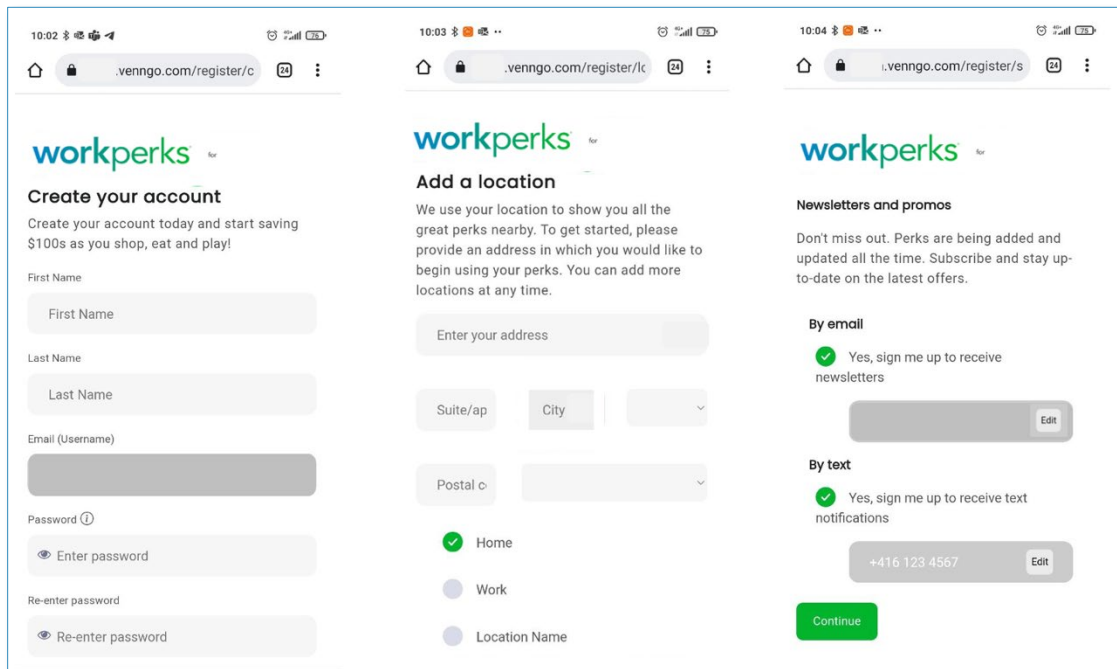 10:02
76
24
.venngo.com/register/c
workperks for
Create your account
Create your account today and start saving
$100s as you shop, eat and play!
First Name
First Name
Last Name
Last Name
Email (Username)
Password
Enter password
Re-enter password
Re-enter password
10:03
75
.venngo.com/register/lo
24
workperks for
Add a location
We use your location to show you all the
great perks nearby. To get started, please
provide an address in which you would like to
begin using your perks. You can add more
locations at any time.
Enter your address
Suite/ap City
Postal c
Home
Work
Location Name
10:04
75
.venngo.com/register/s
24
workperks for
Newsletters and promos
Don't miss out. Perks are being added and
updated all the time. Subscribe and stay up-
to-date on the latest offers.
By email
Yes, sign me up to receive
newsletters
Edit
By text
Yes, sign me up to receive text
notifications
+416 123 4567 Edit
Continue